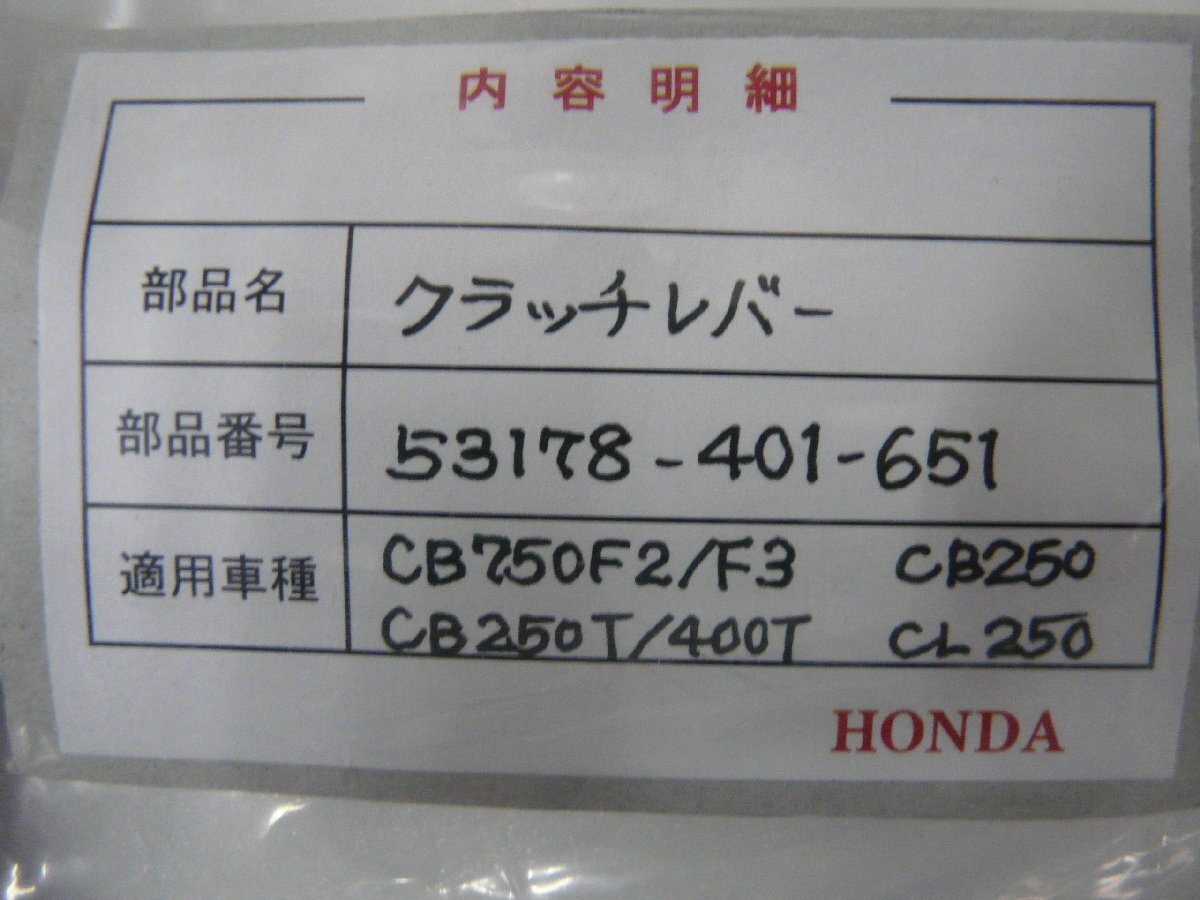 内容明細
部品名 クラッチレバー
部品番号 53178-401-651
適用車種 CB750F2/F3 CB250
CB250T/400T CL250
HONDA